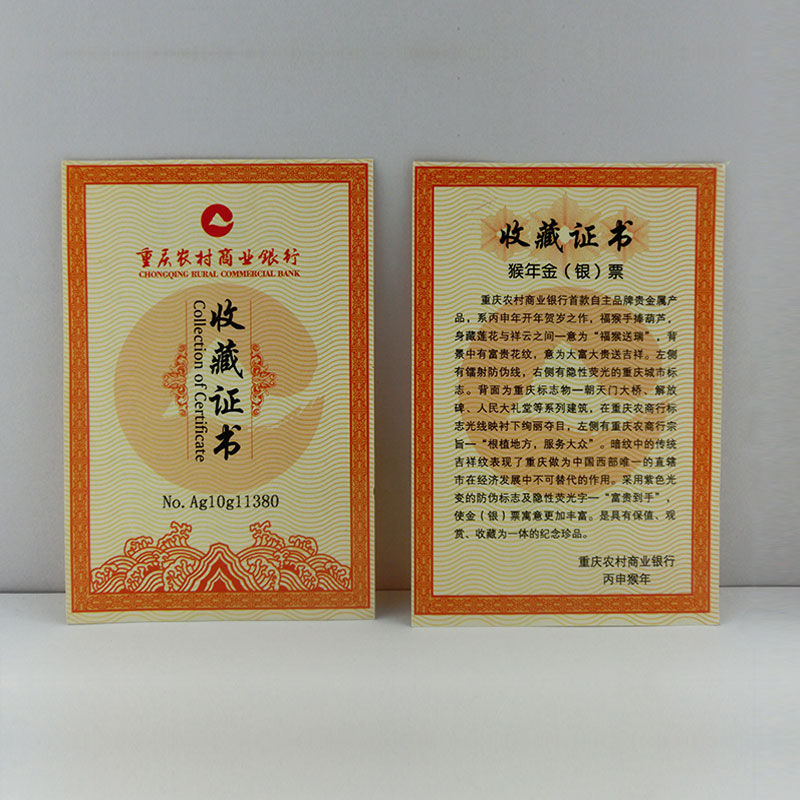 重庆农村商业银行
CHONGQING RURAL COMMERCIAL BANK
收藏证书
Collection of Certificate
No. Ag10g11380
收藏证书
猴年金（银）票
重庆农村商业银行首款自主品牌贵金属产
品，系丙申年开年贺岁之作，福猴手捧葫芦，
身藏莲花与祥云之间一意为“福猴送瑞”，背
景中有富贵花纹，意为大富大贵送吉祥。左侧
有镭射防伪线，右侧有隐性荧光的重庆城市标
志。背面为重庆标志物一朝天门大桥、解放
碑、人民大礼堂等系列建筑，在重庆农商行标
志光线映衬下绚丽夺目，左侧有重庆农商行宗
旨一“根植地方，服务大众”。暗纹中的传统
吉祥纹表现了重庆做为中国西部唯一的直辖
市在经济发展中不可替代的作用。采用紫色光
变的防伪标志及隐性荧光字一“富贵到手”，
使金（银）票寓意更加丰富。是具有保值、观
赏、收藏为一体的纪念珍品。
重庆农村商业银行
丙申猴年